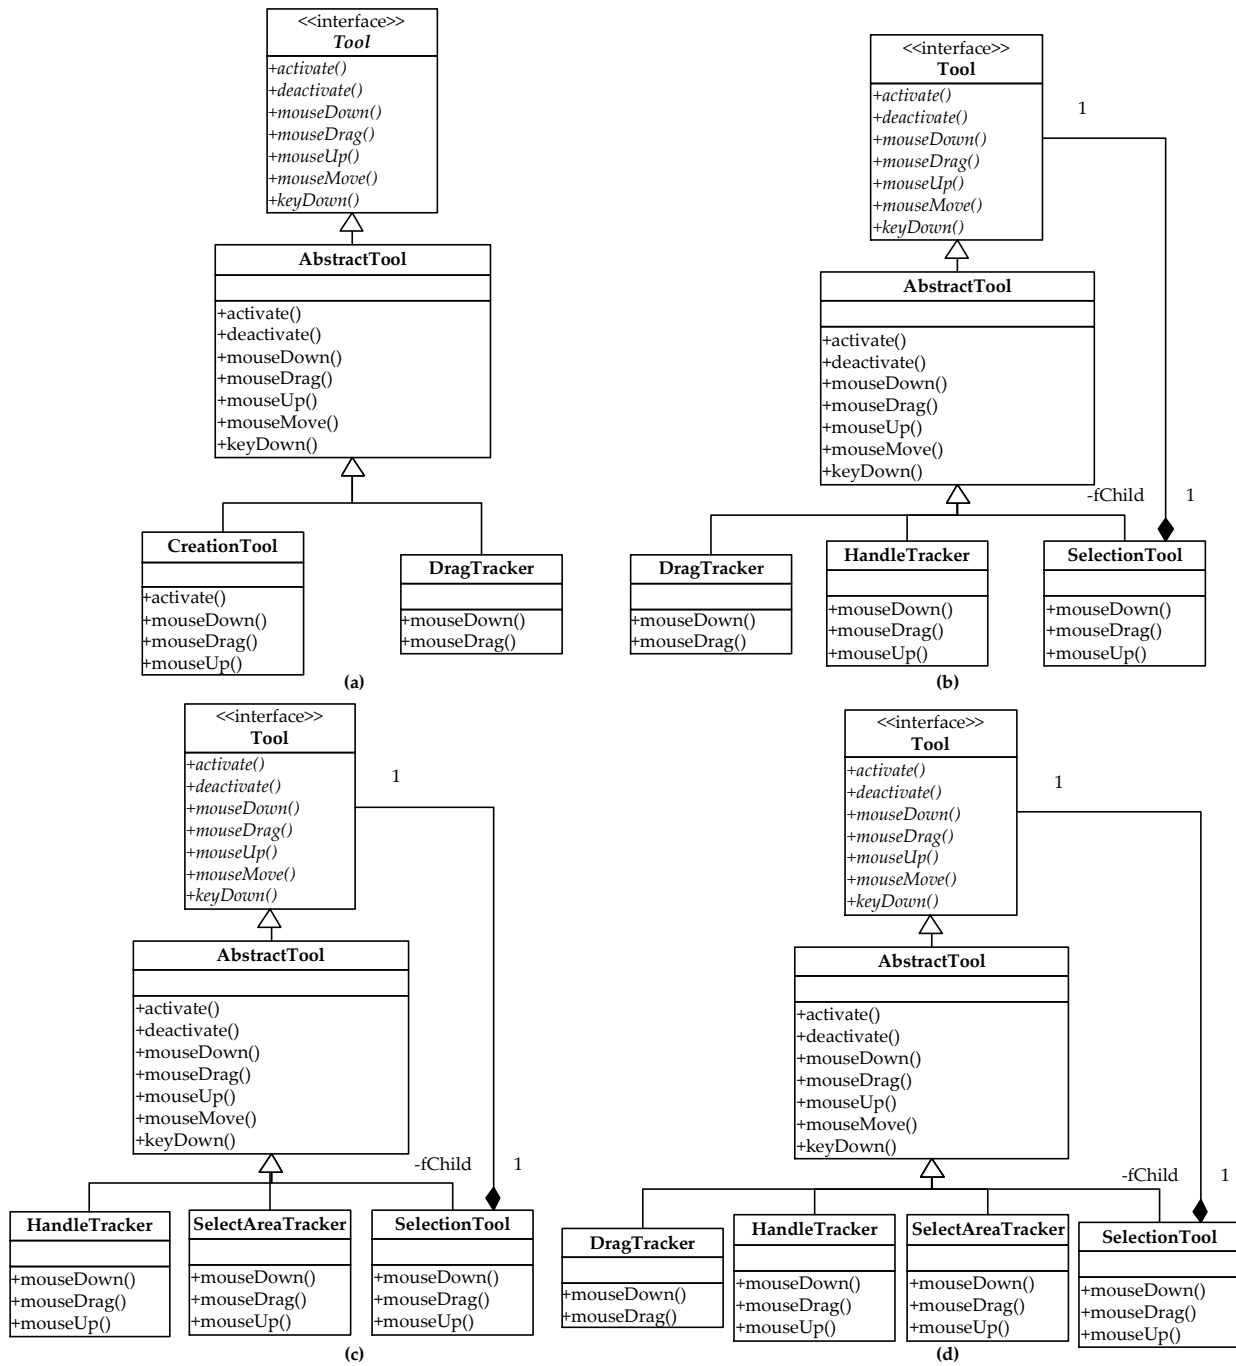 <<interface>>
Tool
+activate()
+deactivate()
+mouseDown()
+mouseDrag()
+mouseUp()
+mouseMove()
+keyDown()
AbstractTool
+activate()
+deactivate()
+mouseDown()
+mouseDrag()
+mouseUp()
+mouseMove()
+keyDown()
CreationTool
+activate()
+mouseDown()
+mouseDrag()
+mouseUp()
DragTracker
+mouseDown()
+mouseDrag()
(a)
<<interface>>
Tool
+activate()
+deactivate()
+mouseDown()
+mouseDrag()
+mouseUp()
+mouseMove()
+keyDown()
1
AbstractTool
+activate()
+deactivate()
+mouseDown()
+mouseDrag()
+mouseUp()
+mouseMove()
+keyDown()
-fChild
1
DragTracker
+mouseDown()
+mouseDrag()
HandleTracker
+mouseDown()
+mouseDrag()
+mouseUp()
SelectionTool
+mouseDown()
+mouseDrag()
+mouseUp()
(b)
<<interface>>
Tool
+activate()
+deactivate()
+mouseDown()
+mouseDrag()
+mouseUp()
+mouseMove()
+keyDown()
1
AbstractTool
+activate()
+deactivate()
+mouseDown()
+mouseDrag()
+mouseUp()
+mouseMove()
+keyDown()
-fChild
1
HandleTracker
+mouseDown()
+mouseDrag()
+mouseUp()
SelectAreaTracker
+mouseDown()
+mouseDrag()
+mouseUp()
SelectionTool
+mouseDown()
+mouseDrag()
+mouseUp()
(c)
<<interface>>
Tool
+activate()
+deactivate()
+mouseDown()
+mouseDrag()
+mouseUp()
+mouseMove()
+keyDown()
1
AbstractTool
+activate()
+deactivate()
+mouseDown()
+mouseDrag()
+mouseUp()
+mouseMove()
+keyDown()
-fChild
1
DragTracker
+mouseDown()
+mouseDrag()
HandleTracker
+mouseDown()
+mouseDrag()
+mouseUp()
SelectAreaTracker
+mouseDown()
+mouseDrag()
+mouseUp()
SelectionTool
+mouseDown()
+mouseDrag()
+mouseUp()
(d)